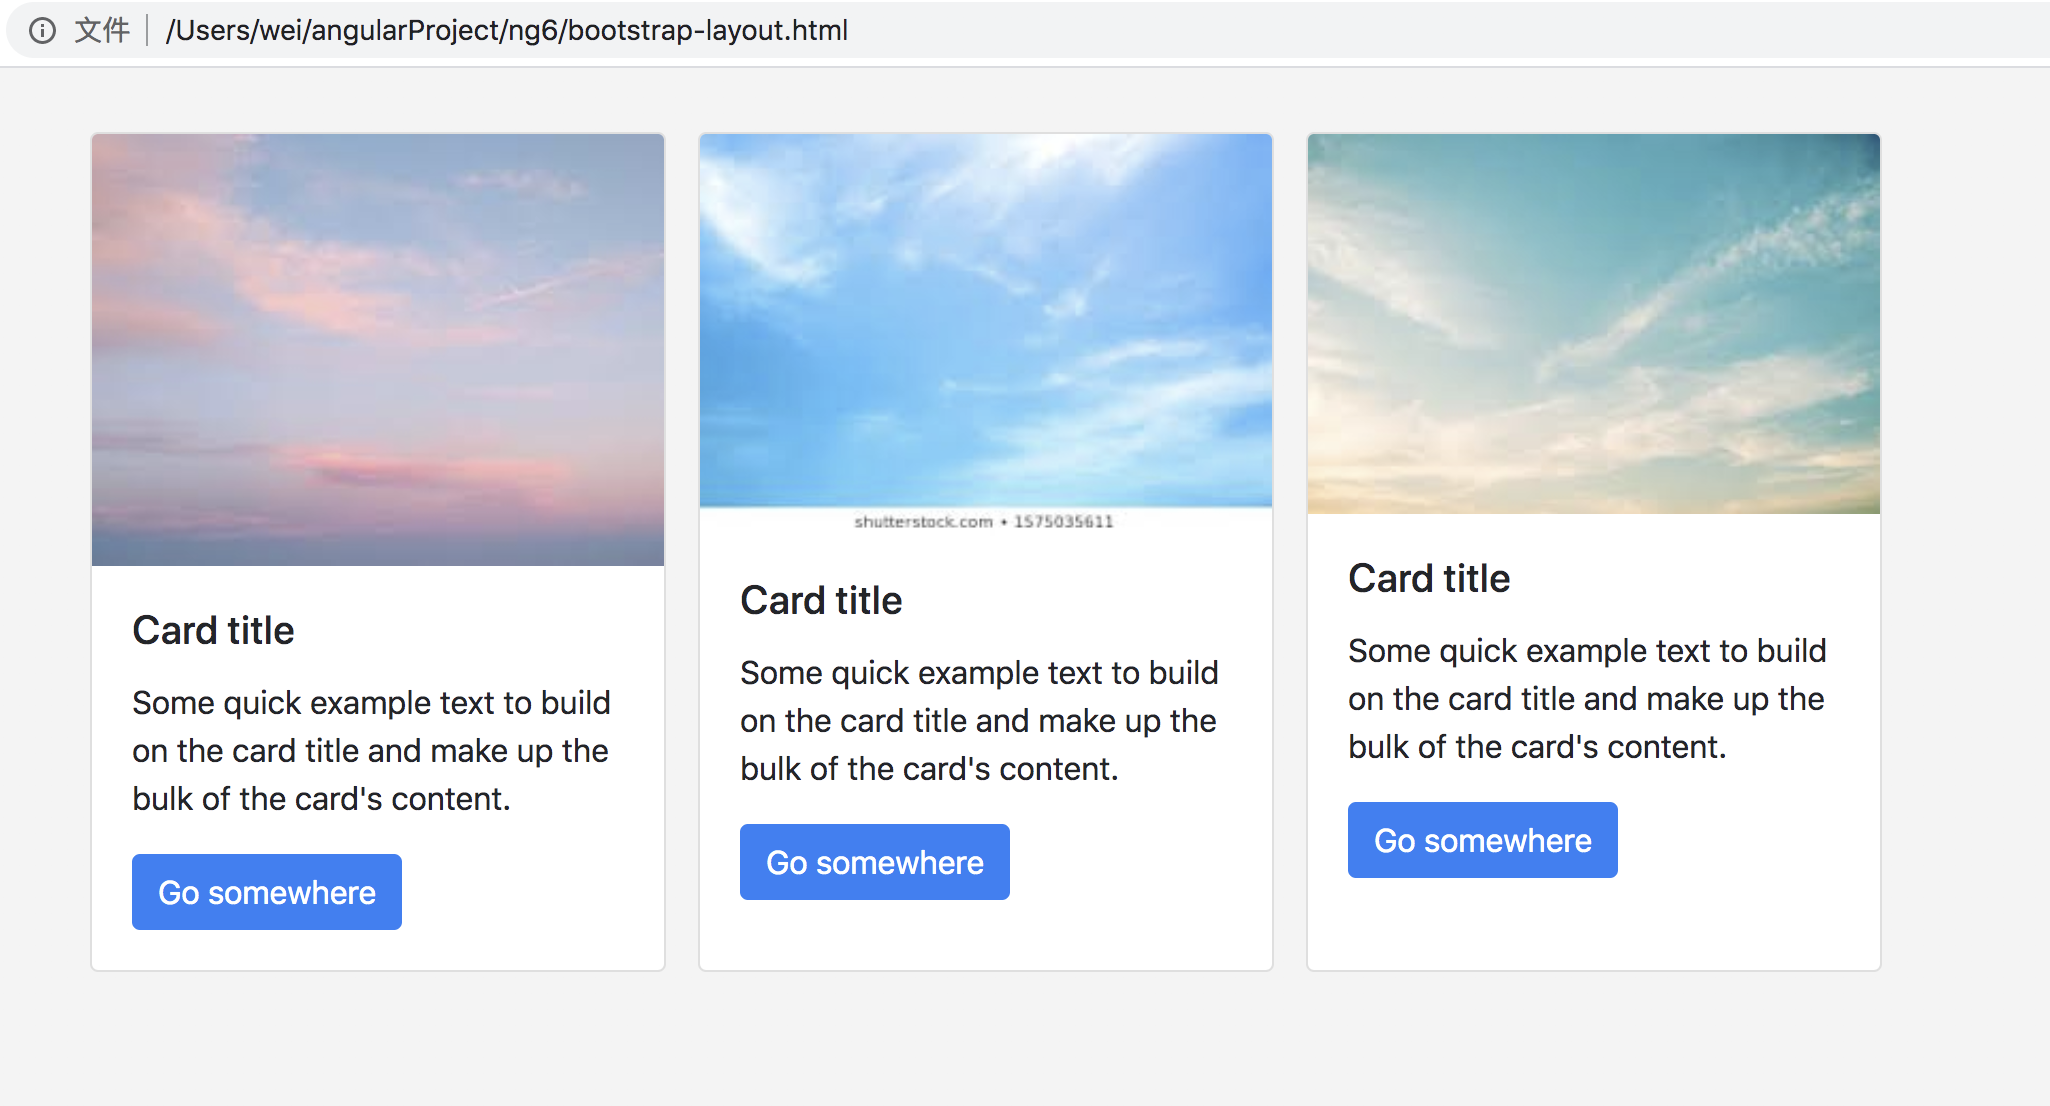 文件 /Users/wei/angularProject/ng6/bootstrap-layout.html
Card title
Some quick example text to build
on the card title and make up the
bulk of the card's content.
Go somewhere
shutterstock.com • 1575035611
Card title
Some quick example text to build
on the card title and make up the
bulk of the card's content.
Go somewhere
Card title
Some quick example text to build
on the card title and make up the
bulk of the card's content.
Go somewhere